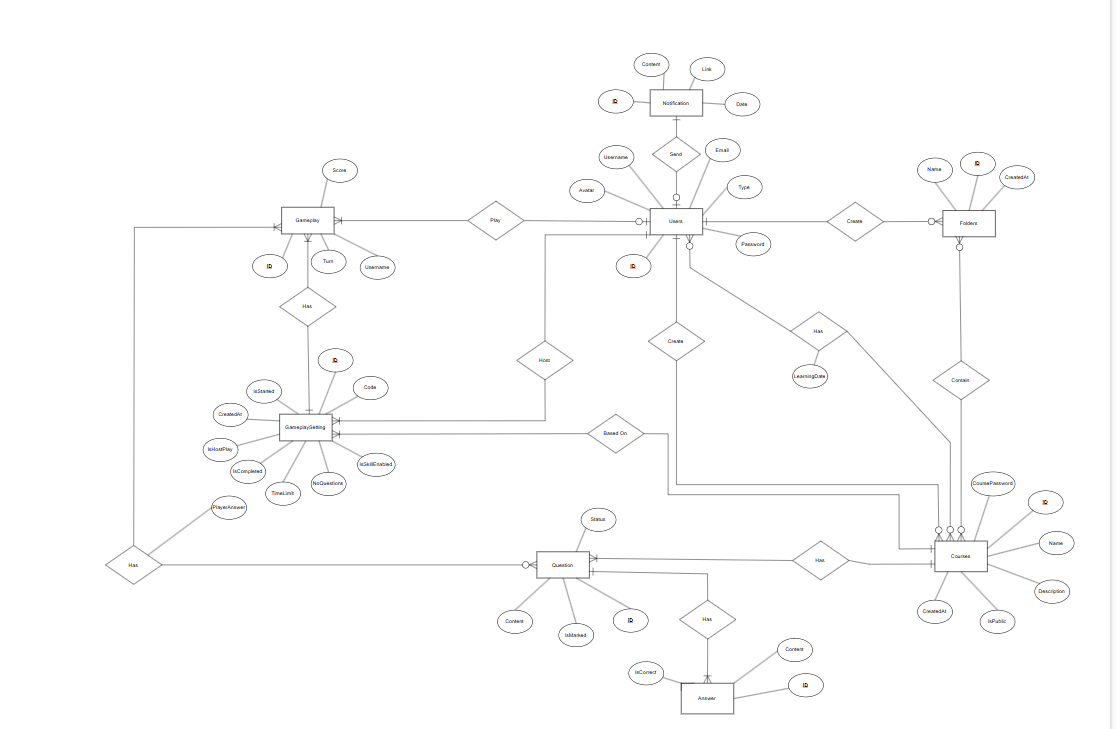 Content
Link
ID
Notification
Date
Send
Email
Username
Type
Avatar
Users
Password
ID
Score
Gameplay
Play
ID
Turn
Username
Create
Name
ID
CreatedAt
Folders
Has
Host
Create
Has
LearningDate
Contain
ID
IsStarted
Code
CreatedAt
GameplaySetting
IsHostPlay
IsCompleted
TimeLimit
NoQuestions
IsSkillEnabled
Based On
PlayerAnswer
Has
Status
Question
Content
IsMarked
ID
Has
CoursePassword
ID
Courses
Name
Description
CreatedAt
IsPublic
Has
IsCorrect
Content
Answer
ID